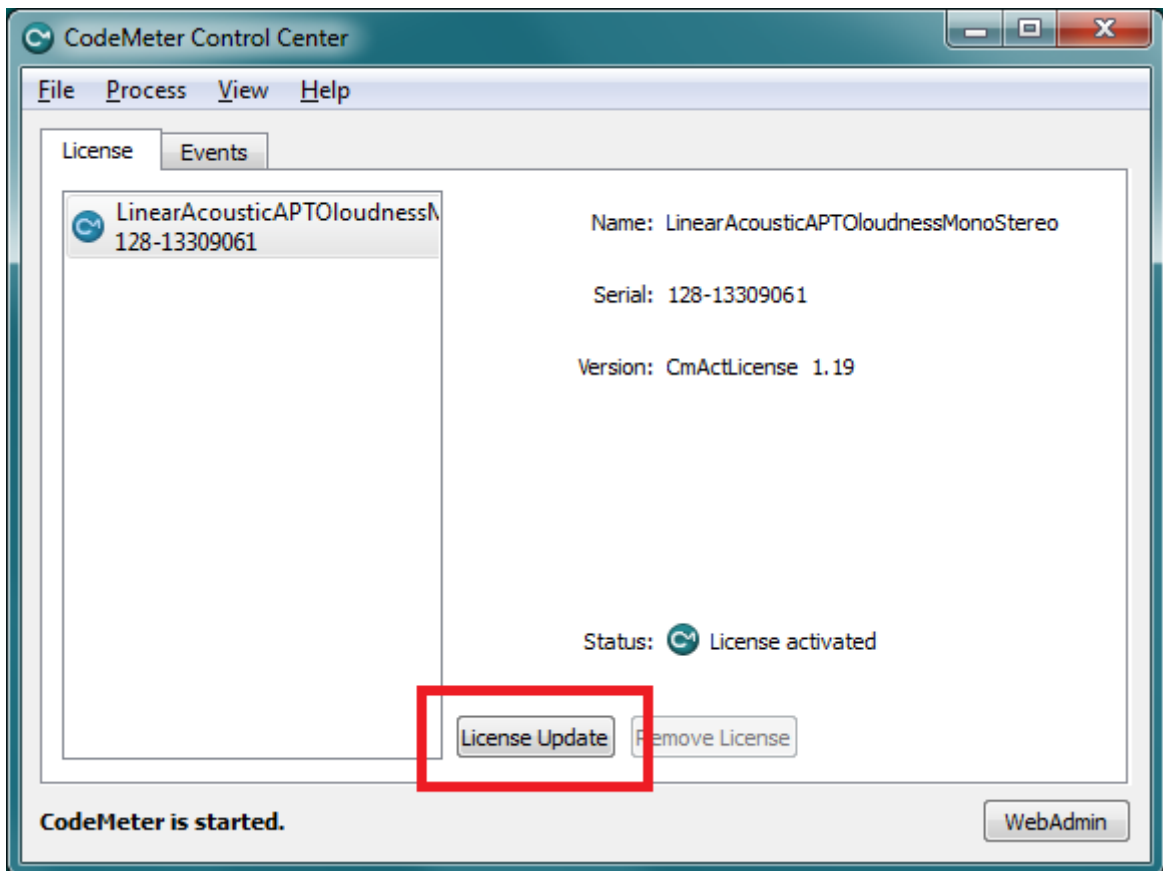 CodeMeter Control Center
File Process View Help
License Events
LinearAcousticAPTOloudnessM
128-13309061
Name: LinearAcousticAPTOloudnessMonoStereo
Serial: 128-13309061
Version: CmActLicense 1.19
Status: License activated
License Update Remove License
CodeMeter is started.
WebAdmin